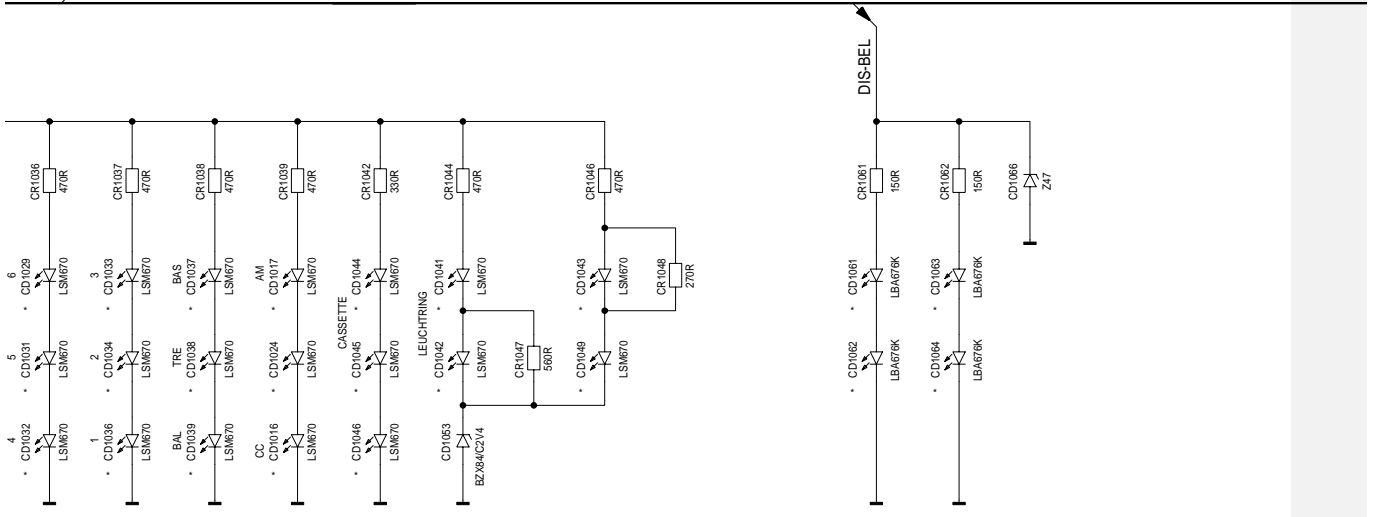 DIS-BEL
CR1036
470R
CR1037
470R
CR1038
470R
CR1039
470R
CR1042
330R
CR1044
470R
CR1046
470R
CR1061
150R
CR1062
150R
CD1066
Z47
6
* CD1029
LSM670
3
* CD1033
LSM670
BAS
* CD1037
LSM670
AM
* CD1017
LSM670
* CD1044
LSM670
* CD1041
LSM670
* CD1043
LSM670
CR1048
270R
* CD1061
LBA676K
* CD1063
LBA676K
CASSETTE
LEUCHTRING
5
* CD1031
LSM670
2
* CD1034
LSM670
TRE
* CD1038
LSM670
* CD1024
LSM670
* CD1045
LSM670
* CD1042
LSM670
CR1047
560R
* CD1049
LSM670
* CD1062
LBA676K
* CD1064
LBA676K
4
* CD1032
LSM670
1
* CD1036
LSM670
BAL
* CD1039
LSM670
CC
* CD1016
LSM670
* CD1046
LSM670
CD1053
BZX84/C2V4